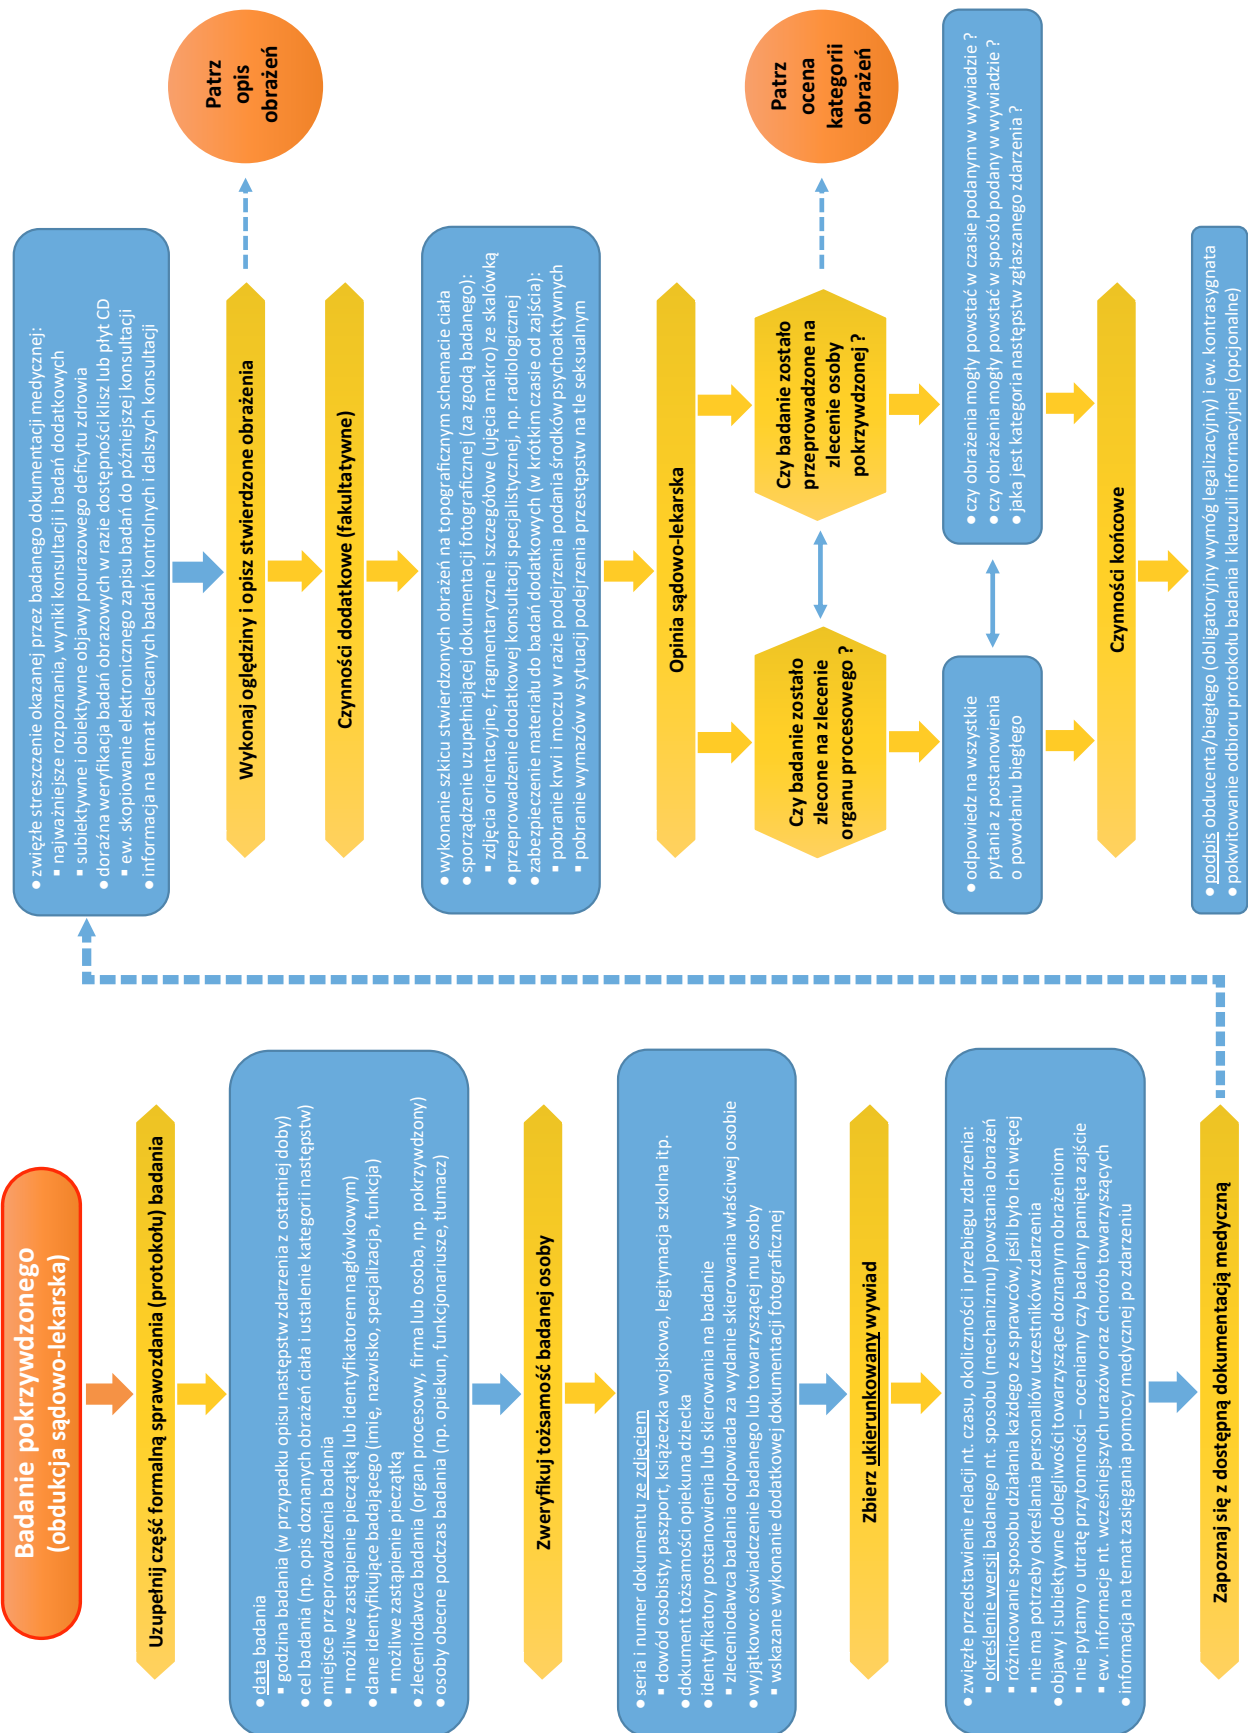 Badanie pokrzywdzonego
(obdukcja sądowo-lekarska)
Uzupełnij część formalną sprawozdania (protokołu) badania
● data badania
▪ godzina badania (w przypadku opisu następstw zdarzenia z ostatniej doby)
● cel badania (np. opis doznanych obrażeń ciała i ustalenie kategorii następstw)
● miejsce przeprowadzenia badania
▪ możliwe zastąpienie pieczątką lub identyfikatorem nagłówkowym)
● dane identyfikujące badającego (imię, nazwisko, specjalizacja, funkcja)
▪ możliwe zastąpienie pieczątką
● zleceniodawca badania (organ procesowy, firma lub osoba, np. pokrzywdzony)
● osoby obecne podczas badania (np. opiekun, funkcjonariusze, tłumacz)
Zweryfikuj tożsamość badanej osoby
● seria i numer dokumentu ze zdjęciem
▪ dowód osobisty, paszport, książeczka wojskowa, legitymacja szkolna itp.
● dokument tożsamości opiekuna dziecka
● identyfikatory postanowienia lub skierowania na badanie
▪ zleceniodawca badania odpowiada za wydanie skierowania właściwej osobie
● wyjątkowo: oświadczenie badanego lub towarzyszącej mu osoby
▪ wskazane wykonanie dodatkowej dokumentacji fotograficznej
Zbierz ukierunkowany wywiad
● zwięzłe przedstawienie relacji nt. czasu, okoliczności i przebiegu zdarzenia:
▪ określenie wersji badanego nt. sposobu (mechanizmu) powstania obrażeń
▪ różnicowanie sposobu działania każdego ze sprawców, jeśli było ich więcej
▪ nie ma potrzeby określania personaliów uczestników zdarzenia
● objawy i subiektywne dolegliwości towarzyszące doznanym obrażeniom
▪ nie pytamy o utratę przytomności – oceniamy czy badany pamięta zajście
▪ ew. informacje nt. wcześniejszych urazów oraz chorób towarzyszących
● informacja na temat zasięgania pomocy medycznej po zdarzeniu
Zapoznaj się z dostępną dokumentacją medyczną
● zwięzłe streszczenie okazanej przez badanego dokumentacji medycznej:
▪ najważniejsze rozpoznania, wyniki konsultacji i badań dodatkowych
▪ subiektywne i obiektywne objawy pourazowego deficytu zdrowia
● doraźna weryfikacja badań obrazowych w razie dostępności klisz lub płyt CD
▪ ew. skopiowanie elektronicznego zapisu badań do późniejszej konsultacji
● informacja na temat zalecanych badań kontrolnych i dalszych konsultacji
Wykonaj oględziny i opisz stwierdzone obrażenia
Patrz
opis
obrażeń
Czynności dodatkowe (fakultatywne)
● wykonanie szkicu stwierdzonych obrażeń na topograficznym schemacie ciała
● sporządzenie uzupełniającej dokumentacji fotograficznej (za zgodą badanego):
▪ zdjęcia orientacyjne, fragmentaryczne i szczegółowe (ujęcia makro) ze skalówką
● przeprowadzenie dodatkowej konsultacji specjalistycznej, np. radiologicznej
● zabezpieczenie materiału do badań dodatkowych (w krótkim czasie od zajścia):
▪ pobranie krwi i moczu w razie podejrzenia podania środków psychoaktywnych
▪ pobranie wymazów w sytuacji podejrzenia przestępstw na tle seksualnym
Opinia sądowo-lekarska
Czy badanie zostało
zlecone na zlecenie
organu procesowego ?
Czy badanie zostało
przeprowadzone na
zlecenie osoby
pokrzywdzonej ?
Patrz
ocena
kategorii
obrażeń
● odpowiedz na wszystkie
pytania z postanowienia
o powołaniu biegłego
● czy obrażenia mogły powstać w czasie podanym w wywiadzie ?
● czy obrażenia mogły powstać w sposób podany w wywiadzie ?
● jaka jest kategoria następstw zgłaszanego zdarzenia ?
Czynności końcowe
● podpis obducenta/biegłego (obligatoryjny wymóg legalizacyjny) i ew. kontrasygnata
● pokwitowanie odbioru protokołu badania i klauzuli informacyjnej (opcjonalne)